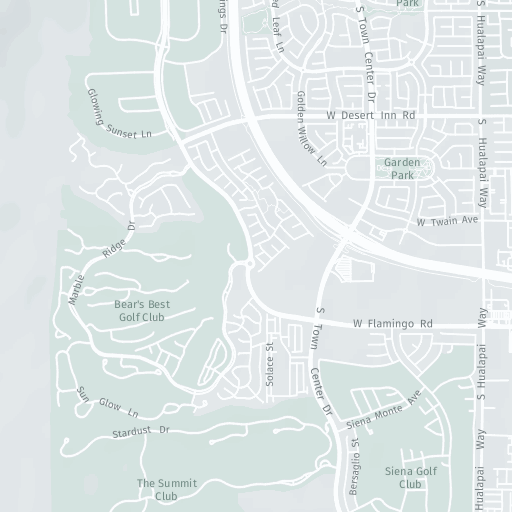 Park
ngs Dr
g Leaf Ln
S Town Center Dr
S Hualapai Way
Glowing Sunset Ln
Golden Willow Ln
W Desert Inn Rd
Garden
Park
S Hualapai Way
W Twain Ave
Marble Ridge Dr
Bear's Best
Golf Club
S Town Center Dr
W Flamingo Rd
S Hualapai Way
Solace St
Sun Glow Ln
Siena Monte Ave
Stardust Dr
Bersaglio St
Hualapai Way
Siena Golf
Club
The Summit
Club